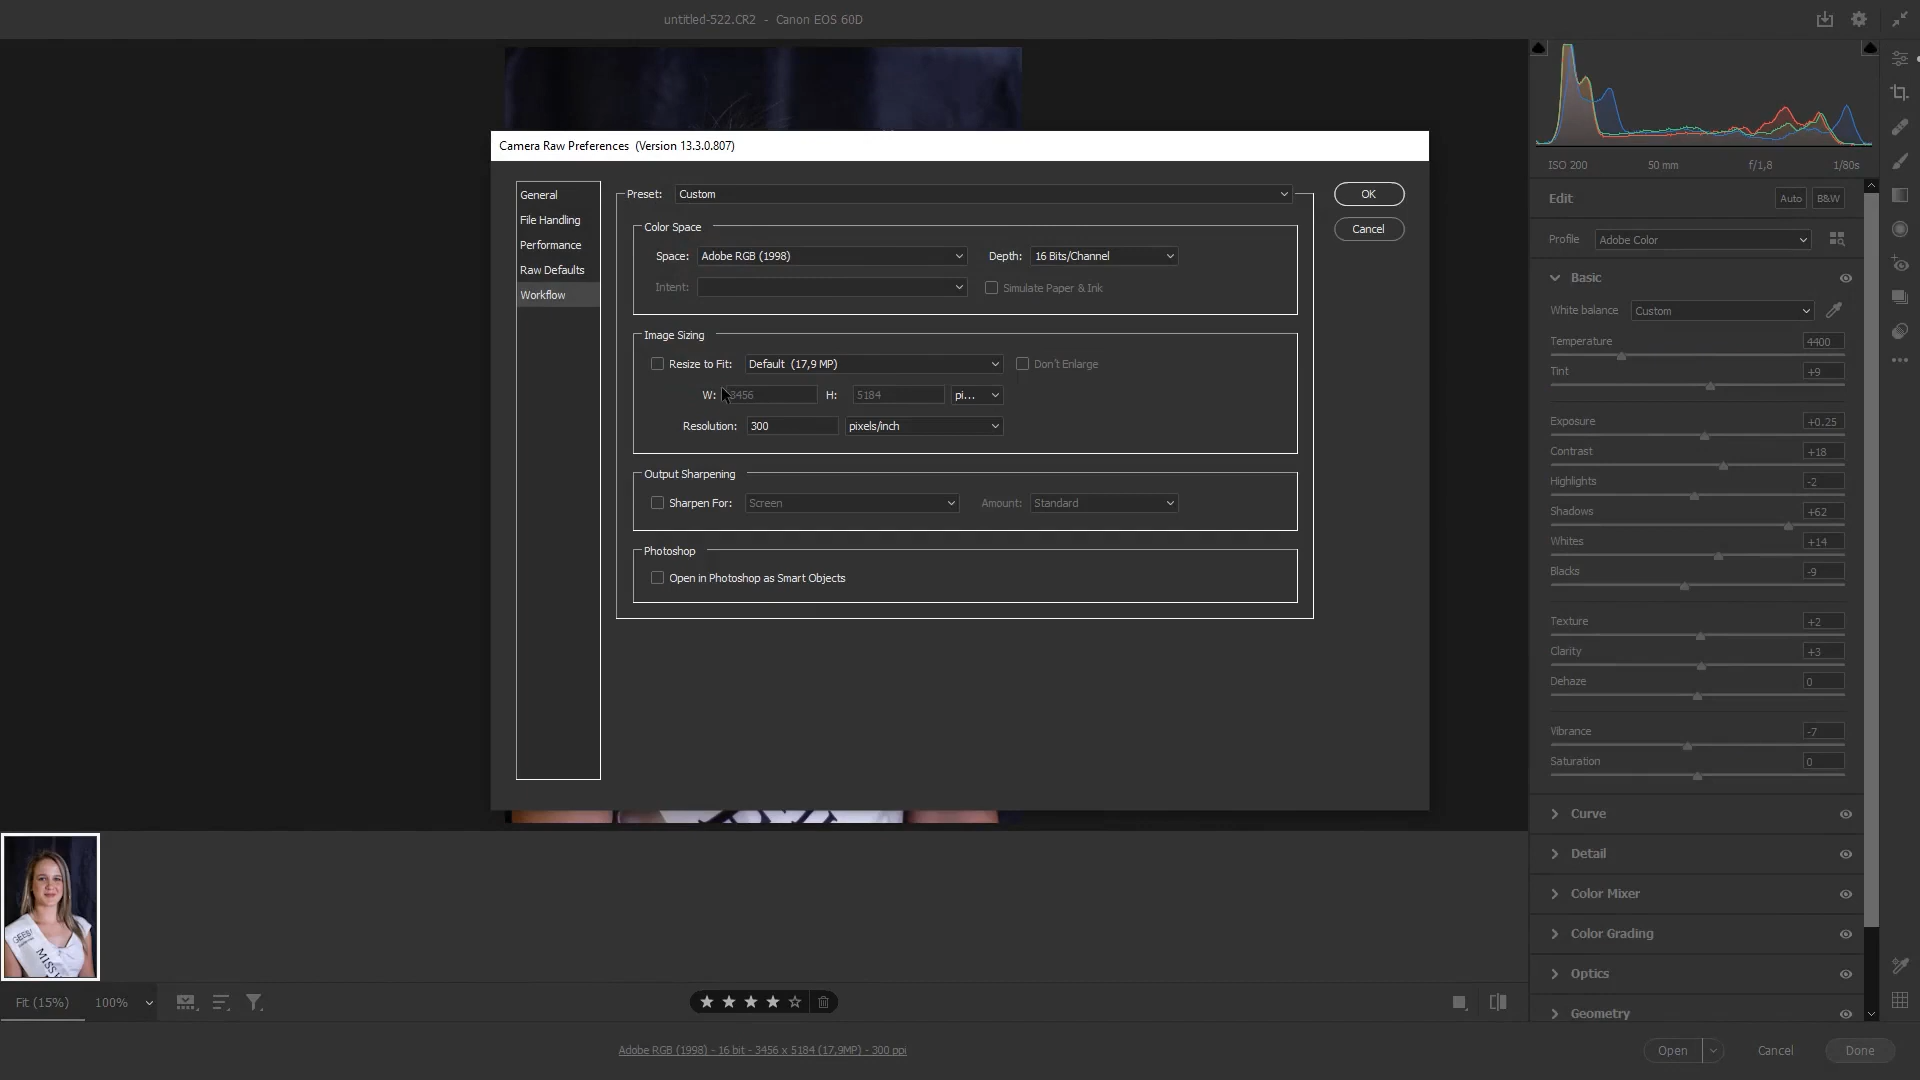 untitled-522.CR2 - Canon EOS 60D
Camera Raw Preferences (Version 13.3.0.807)
General
File Handling
Performance
Raw Defaults
Workflow
Preset: Custom
OK
Cancel
Color Space
Space: Adobe RGB (1998) Depth: 16 Bits/Channel
Intent: Simulate Paper & Ink
Image Sizing
Resize to Fit: Default (17,9 MP) Don't Enlarge
W: 3456 H: 5184 pi...
Resolution: 300 pixels/inch
Output Sharpening
Sharpen For: Screen Amount: Standard
Photoshop
Open in Photoshop as Smart Objects
ISO 200 50 mm f/1,8 1/80s
Edit Auto B&W
Profile Adobe Color
Basic
White balance Custom
Temperature 4400
Tint +9
Exposure +0.25
Contrast +18
Highlights -2
Shadows +62
Whites +14
Blacks -9
Texture +2
Clarity +3
Dehaze 0
Vibrance -7
Saturation 0
Curve
Detail
Color Mixer
Color Grading
Optics
Geometry
Fit (15%) 100%
Adobe RGB (1998) - 16 bit - 3456 x 5184 (17,9MP) - 300 ppi
Open Cancel Done